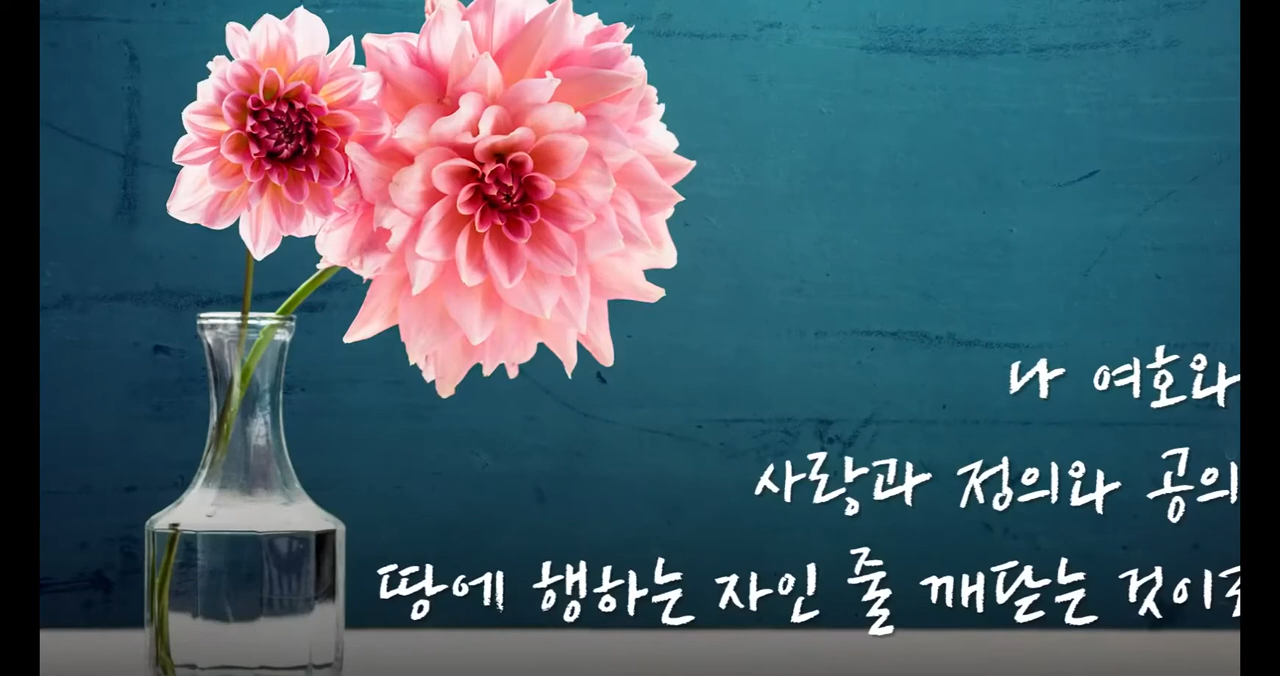 나 여호와
사랑과 정의와 공의
땅에 행하는 자인 줄 깨닫는 것이